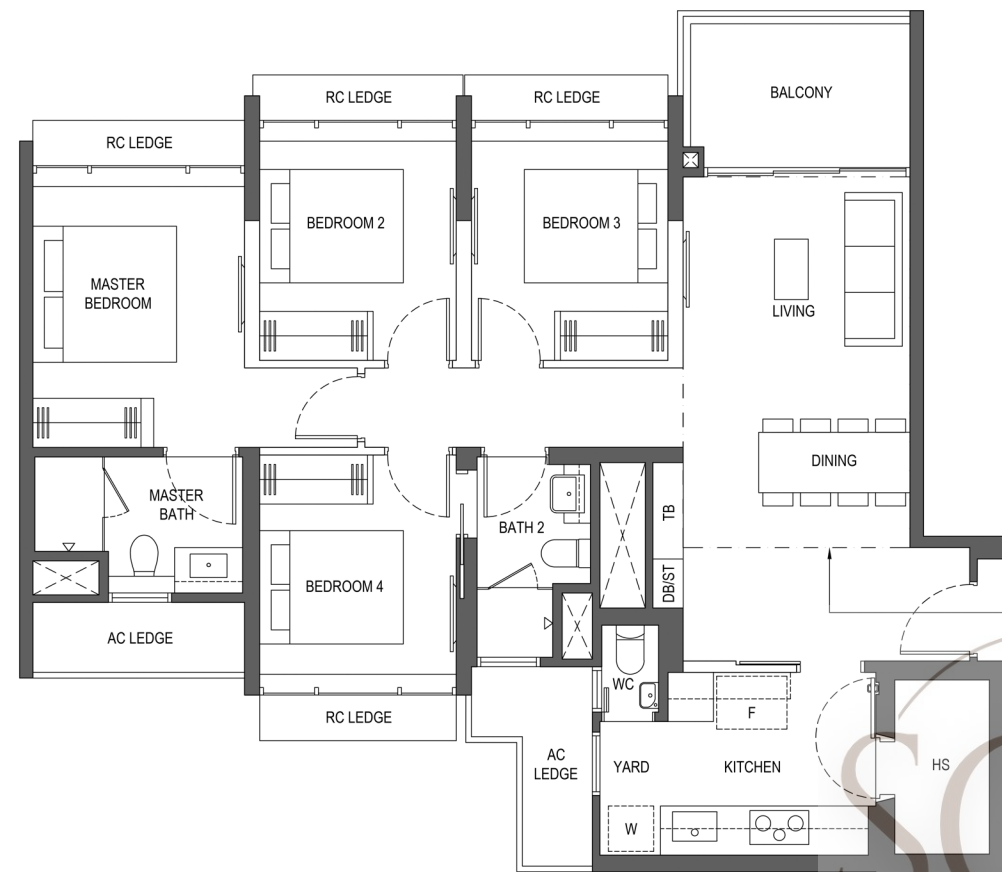 BALCONY
RC LEDGE
RC LEDGE
RC LEDGE
BEDROOM 2
BEDROOM 3
MASTER
BEDROOM
LIVING
DINING
MASTER
BATH
BATH 2
TB
BEDROOM 4
DB/ST
AC LEDGE
WC
RC LEDGE
F
AC
LEDGE
YARD
KITCHEN
HS
W